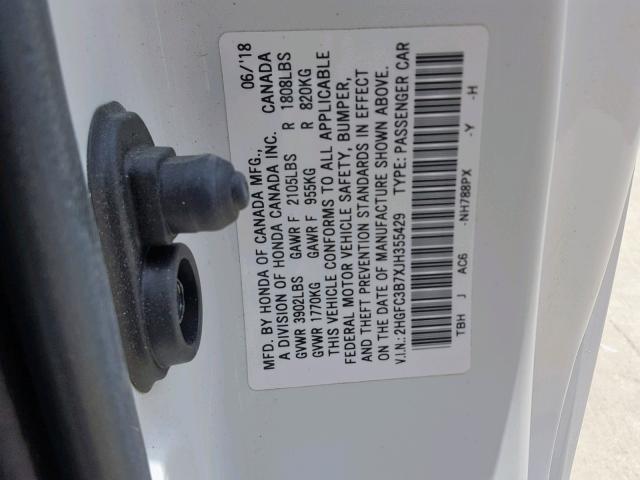 MFD. BY HONDA OF CANADA MFG., 06/'18
A DIVISION OF HONDA CANADA INC. CANADA
GVWR 3902LBS GAWR F 2105LBS R 1808LBS
GVWR 1770KG GAWR F 955KG R 820KG
THIS VEHICLE CONFORMS TO ALL APPLICABLE
FEDERAL MOTOR VEHICLE SAFETY, BUMPER,
AND THEFT PREVENTION STANDARDS IN EFFECT
ON THE DATE OF MANUFACTURE SHOWN ABOVE.
V.I.N.: 2HGFC3B7XJH355429 TYPE: PASSENGER CAR
TBH J AC6 -NH788PX -Y -H